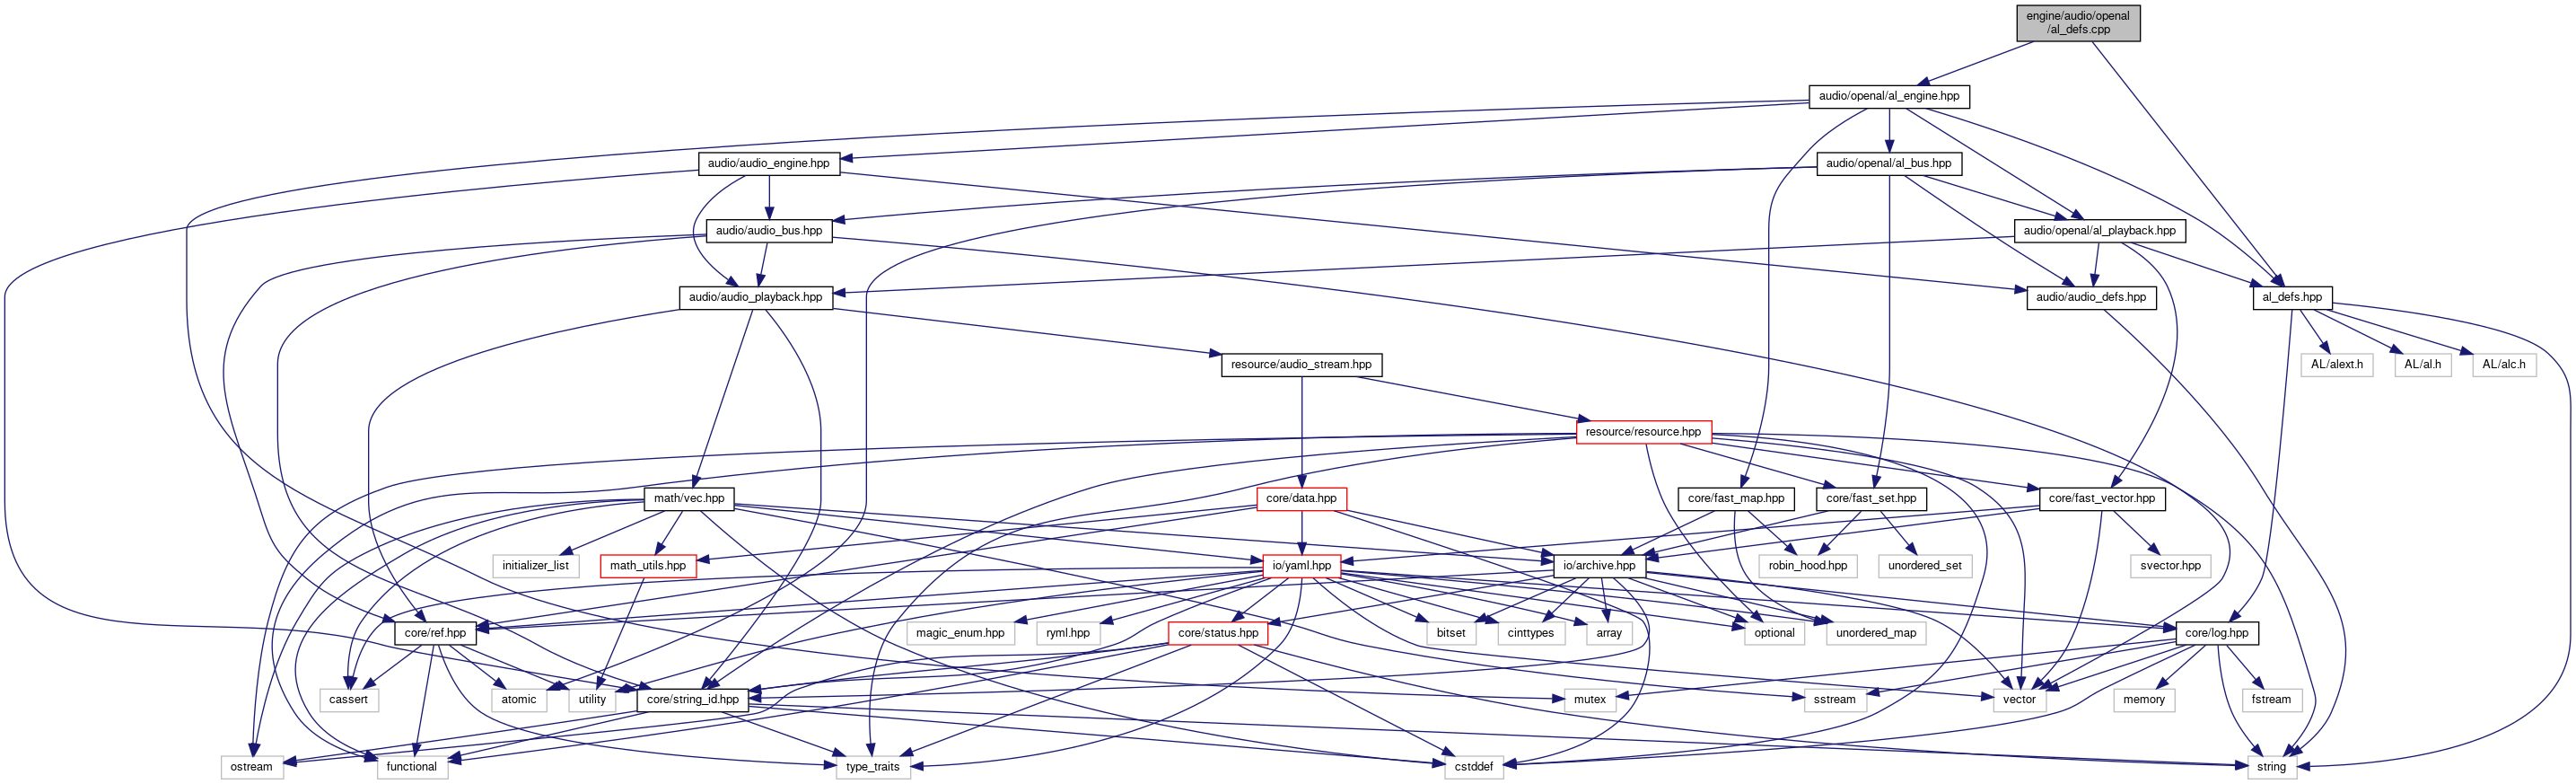 engine/audio/openal
/al_defs.cpp
audio/openal/al_engine.hpp
audio/audio_engine.hpp
audio/openal/al_bus.hpp
audio/audio_bus.hpp
audio/openal/al_playback.hpp
audio/audio_playback.hpp
audio/audio_defs.hpp
al_defs.hpp
resource/audio_stream.hpp
AL/alext.h
AL/al.h
AL/alc.h
resource/resource.hpp
math/vec.hpp
core/data.hpp
core/fast_map.hpp
core/fast_set.hpp
core/fast_vector.hpp
initializer_list
math_utils.hpp
io/yaml.hpp
io/archive.hpp
robin_hood.hpp
unordered_set
svector.hpp
core/ref.hpp
magic_enum.hpp
ryml.hpp
core/status.hpp
bitset
cinttypes
array
optional
unordered_map
core/log.hpp
cassert
atomic
utility
core/string_id.hpp
mutex
sstream
vector
memory
fstream
ostream
functional
type_traits
cstddef
string